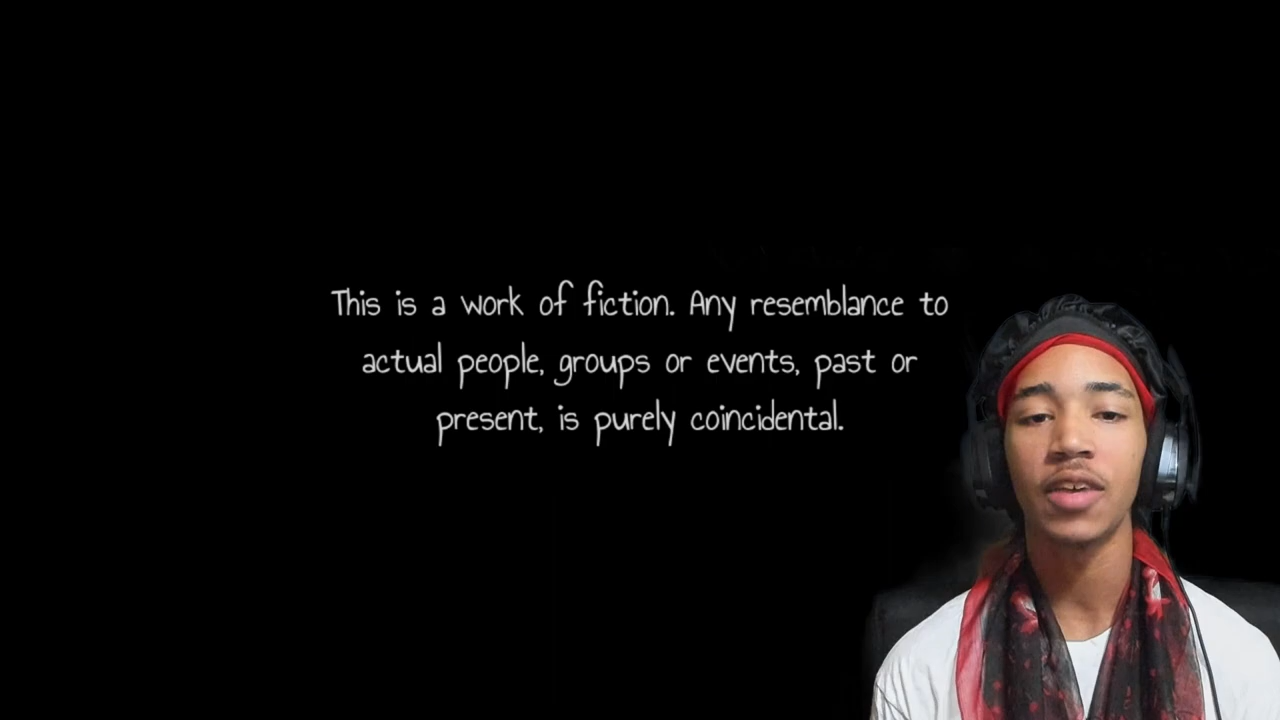 This is a work of fiction. Any resemblance to
actual people, groups or events, past or
present, is purely coincidental.